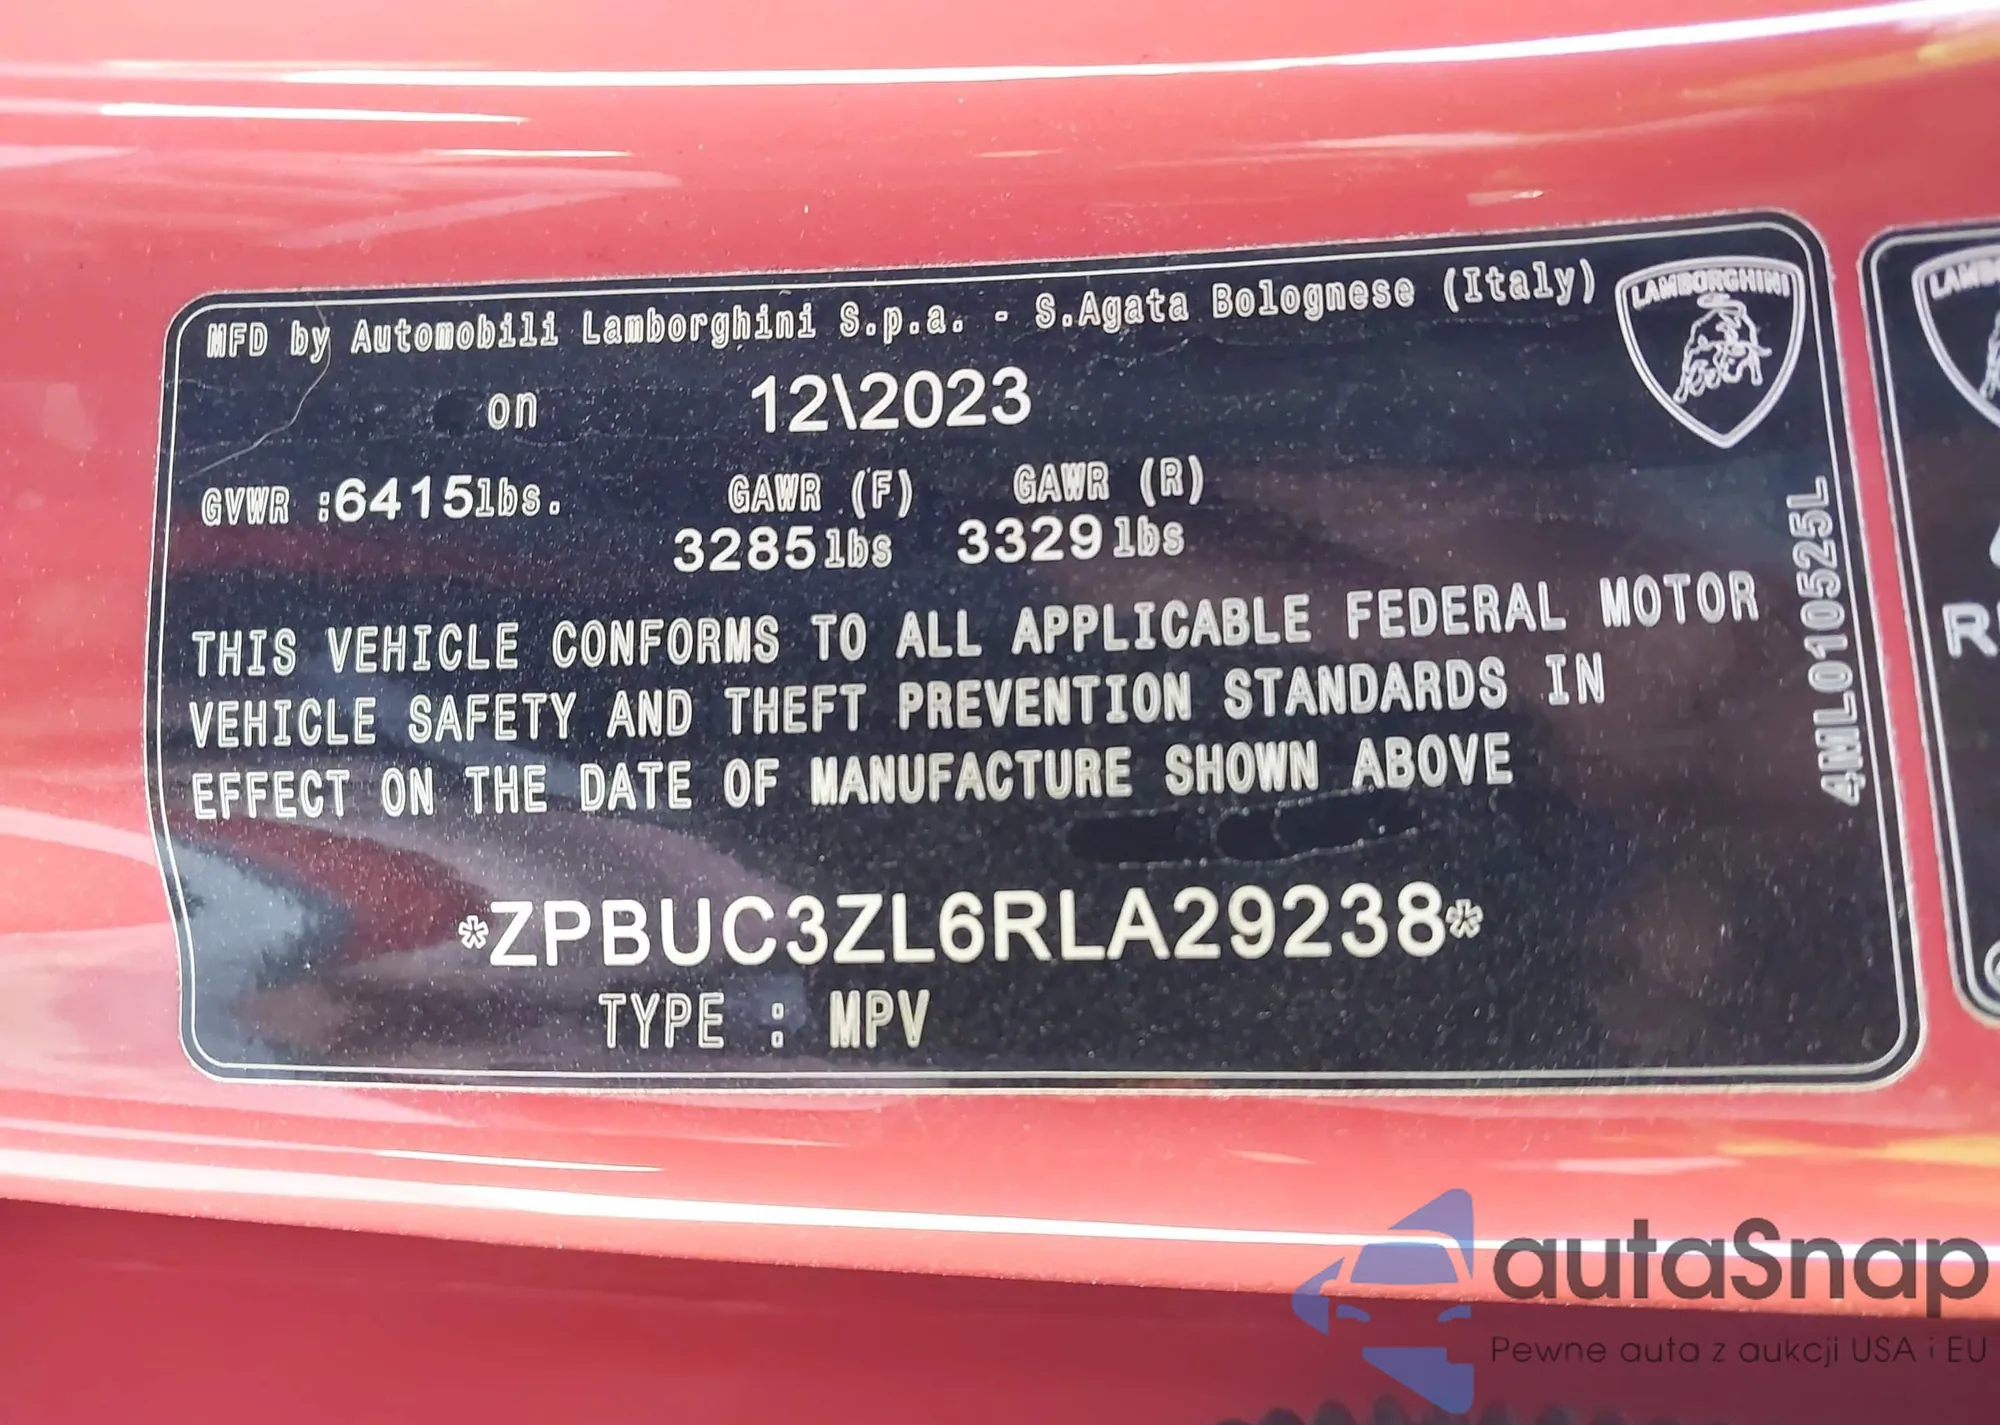 MFD by Automobili Lamborghini S.p.a. - S.Agata Bolognese (Italy)
LAMBORGHINI
on 12\2023
GVWR :6415lbs. GAWR (F) GAWR (R)
3285lbs 3329lbs
THIS VEHICLE CONFORMS TO ALL APPLICABLE FEDERAL MOTOR
VEHICLE SAFETY AND THEFT PREVENTION STANDARDS IN
EFFECT ON THE DATE OF MANUFACTURE SHOWN ABOVE
*ZPBUC3ZL6RLA29238*
TYPE : MPV
4ML010525L
autaSnap
Pewne auta z aukcji USA i EU